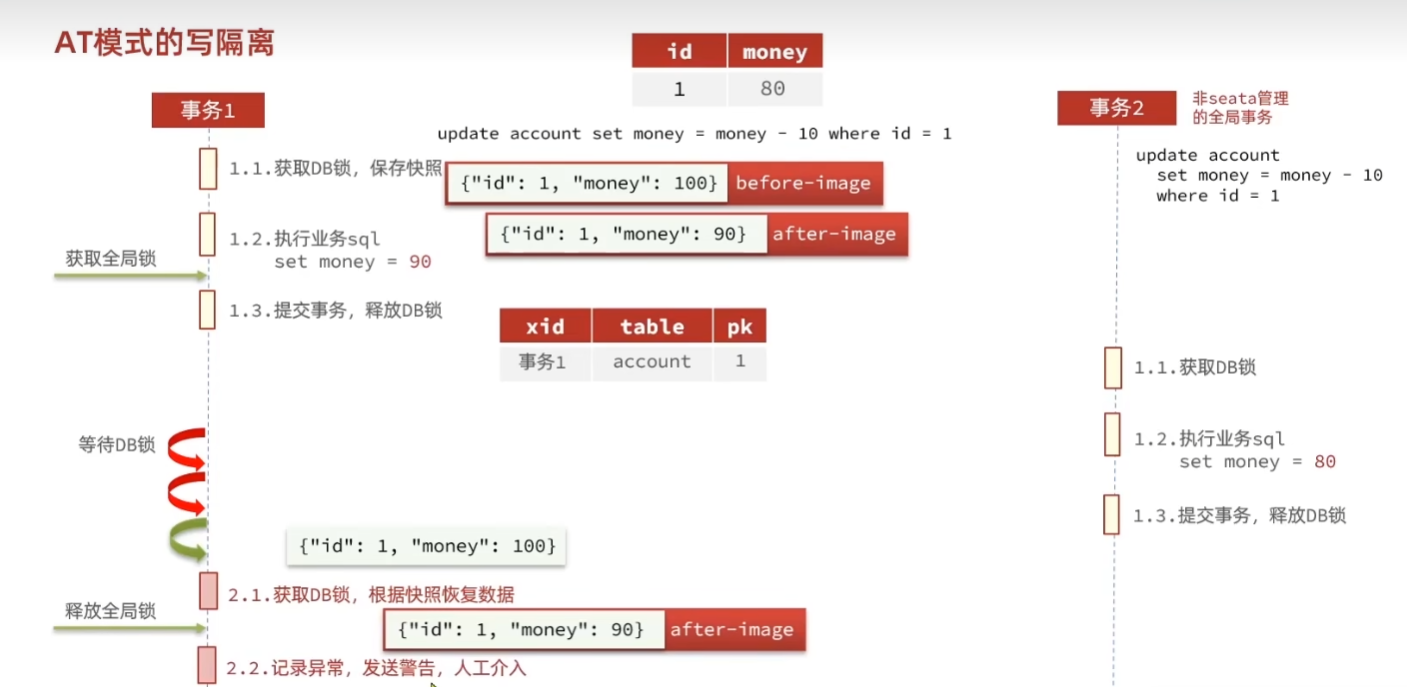 AT模式的写隔离
id money
1 80
事务1
事务2
非seata管理
的全局事务
update account set money = money - 10 where id = 1
update account
set money = money - 10
where id = 1
1.1.获取DB锁，保存快照
{"id": 1, "money": 100} before-image
{"id": 1, "money": 90} after-image
1.2.执行业务sql
set money = 90
获取全局锁
1.3.提交事务，释放DB锁
xid table pk
事务1 account 1
1.1.获取DB锁
等待DB锁
1.2.执行业务sql
set money = 80
1.3.提交事务，释放DB锁
{"id": 1, "money": 100}
2.1.获取DB锁，根据快照恢复数据
释放全局锁
{"id": 1, "money": 90} after-image
2.2.记录异常，发送警告，人工介入